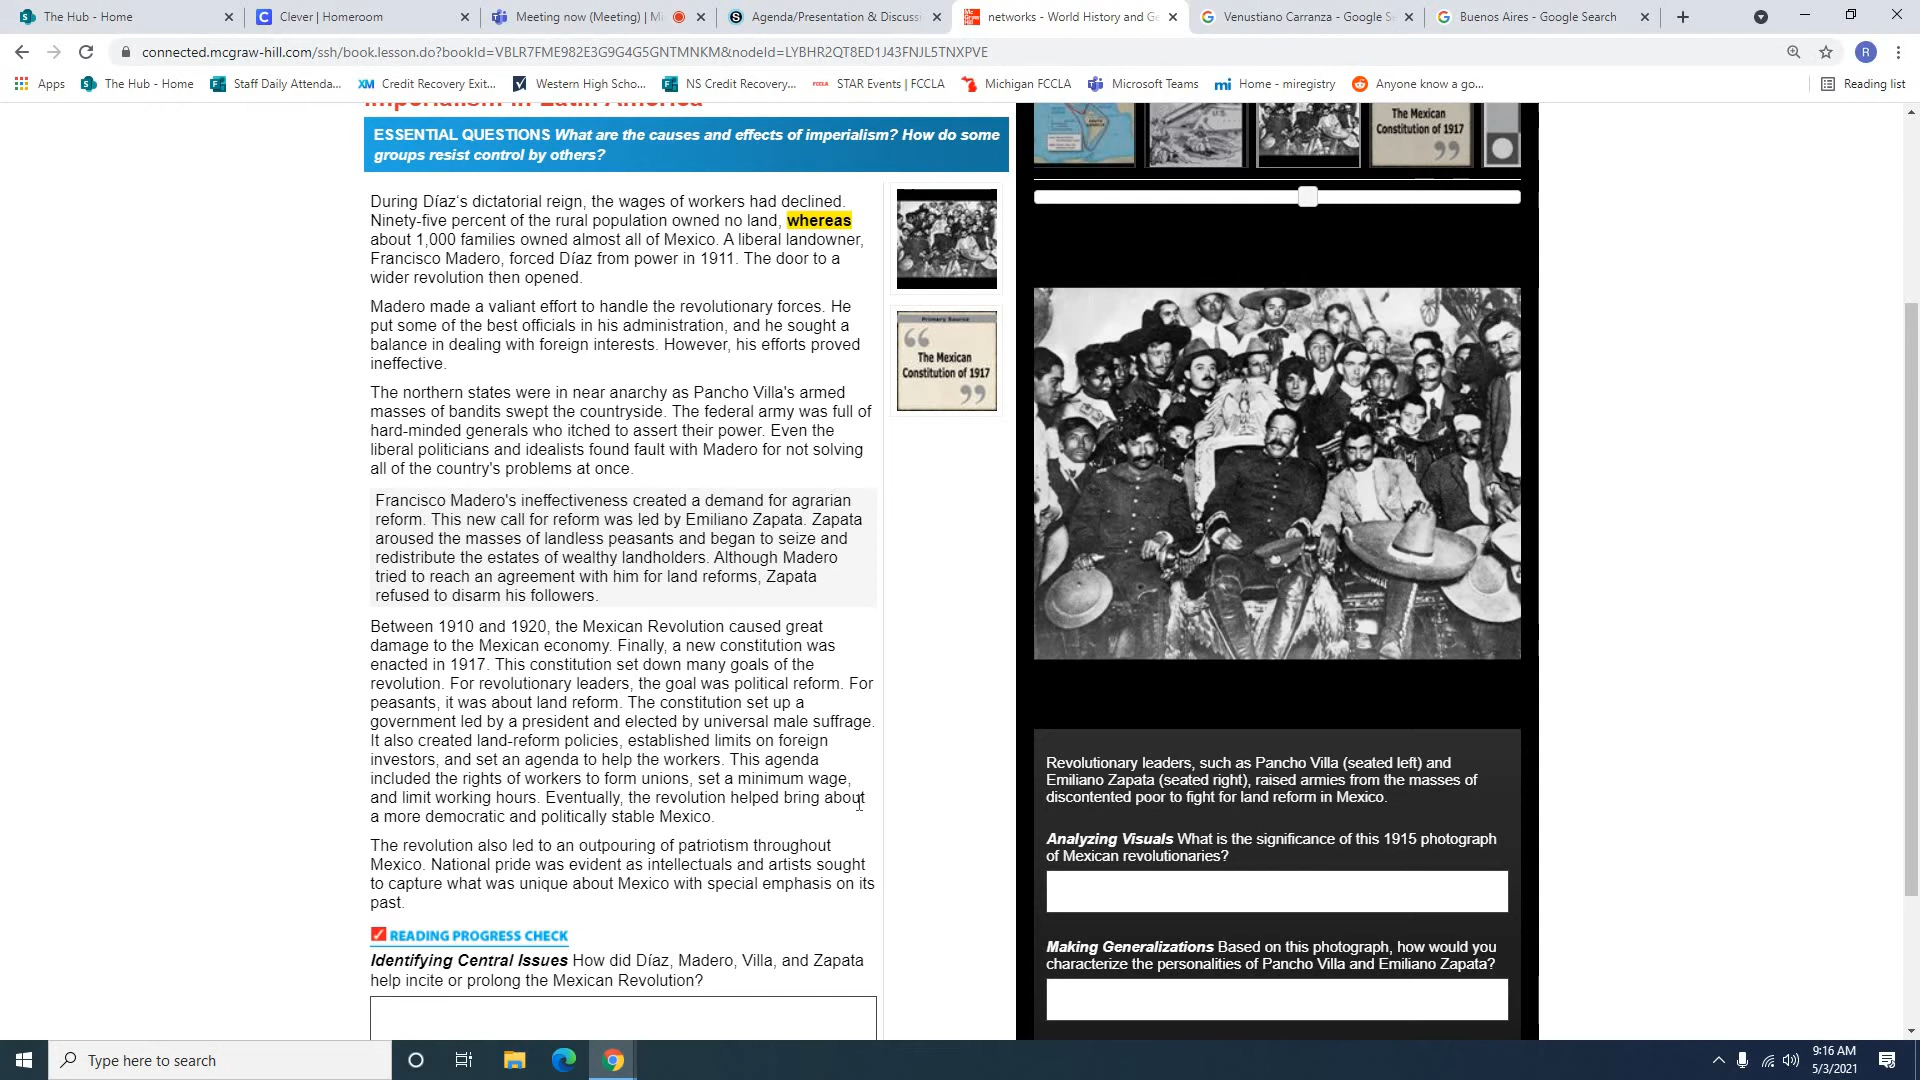 The Hub - Home
Clever | Homeroom
Meeting now (Meeting) | Mi
Agenda/Presentation & Discuss
networks - World History and Ge
Venustiano Carranza - Google Se
Buenos Aires - Google Search
connected.mcgraw-hill.com/ssh/book.lesson.do?bookId=VBLR7FME982E3G9G4G5GNTMNKM&nodeId=LYBHR2QT8ED1J43FNJL5TNXPVE
R
Apps
The Hub - Home
Staff Daily Attenda...
XM Credit Recovery Exit...
Western High Scho...
NS Credit Recovery...
FCCLA STAR Events | FCCLA
Michigan FCCLA
Microsoft Teams
mi Home - miregistry
Anyone know a go...
Reading list
Imperialism in Latin America
ESSENTIAL QUESTIONS What are the causes and effects of imperialism? How do some
groups resist control by others?
During Díaz's dictatorial reign, the wages of workers had declined.
Ninety-five percent of the rural population owned no land, whereas
about 1,000 families owned almost all of Mexico. A liberal landowner,
Francisco Madero, forced Díaz from power in 1911. The door to a
wider revolution then opened.
Madero made a valiant effort to handle the revolutionary forces. He
put some of the best officials in his administration, and he sought a
balance in dealing with foreign interests. However, his efforts proved
ineffective.
The northern states were in near anarchy as Pancho Villa's armed
masses of bandits swept the countryside. The federal army was full of
hard-minded generals who itched to assert their power. Even the
liberal politicians and idealists found fault with Madero for not solving
all of the country's problems at once.
Francisco Madero's ineffectiveness created a demand for agrarian
reform. This new call for reform was led by Emiliano Zapata. Zapata
aroused the masses of landless peasants and began to seize and
redistribute the estates of wealthy landholders. Although Madero
tried to reach an agreement with him for land reforms, Zapata
refused to disarm his followers.
Between 1910 and 1920, the Mexican Revolution caused great
damage to the Mexican economy. Finally, a new constitution was
enacted in 1917. This constitution set down many goals of the
revolution. For revolutionary leaders, the goal was political reform. For
peasants, it was about land reform. The constitution set up a
government led by a president and elected by universal male suffrage.
It also created land-reform policies, established limits on foreign
investors, and set an agenda to help the workers. This agenda
included the rights of workers to form unions, set a minimum wage,
and limit working hours. Eventually, the revolution helped bring about
a more democratic and politically stable Mexico.
The revolution also led to an outpouring of patriotism throughout
Mexico. National pride was evident as intellectuals and artists sought
to capture what was unique about Mexico with special emphasis on its
past.
READING PROGRESS CHECK
Identifying Central Issues How did Díaz, Madero, Villa, and Zapata
help incite or prolong the Mexican Revolution?
Primary Source
“
The Mexican
Constitution of 1917
”
The Mexican
Constitution of 1917
”
Revolutionary leaders, such as Pancho Villa (seated left) and
Emiliano Zapata (seated right), raised armies from the masses of
discontented poor to fight for land reform in Mexico.
Analyzing Visuals What is the significance of this 1915 photograph
of Mexican revolutionaries?
Making Generalizations Based on this photograph, how would you
characterize the personalities of Pancho Villa and Emiliano Zapata?
Type here to search
9:16 AM
5/3/2021